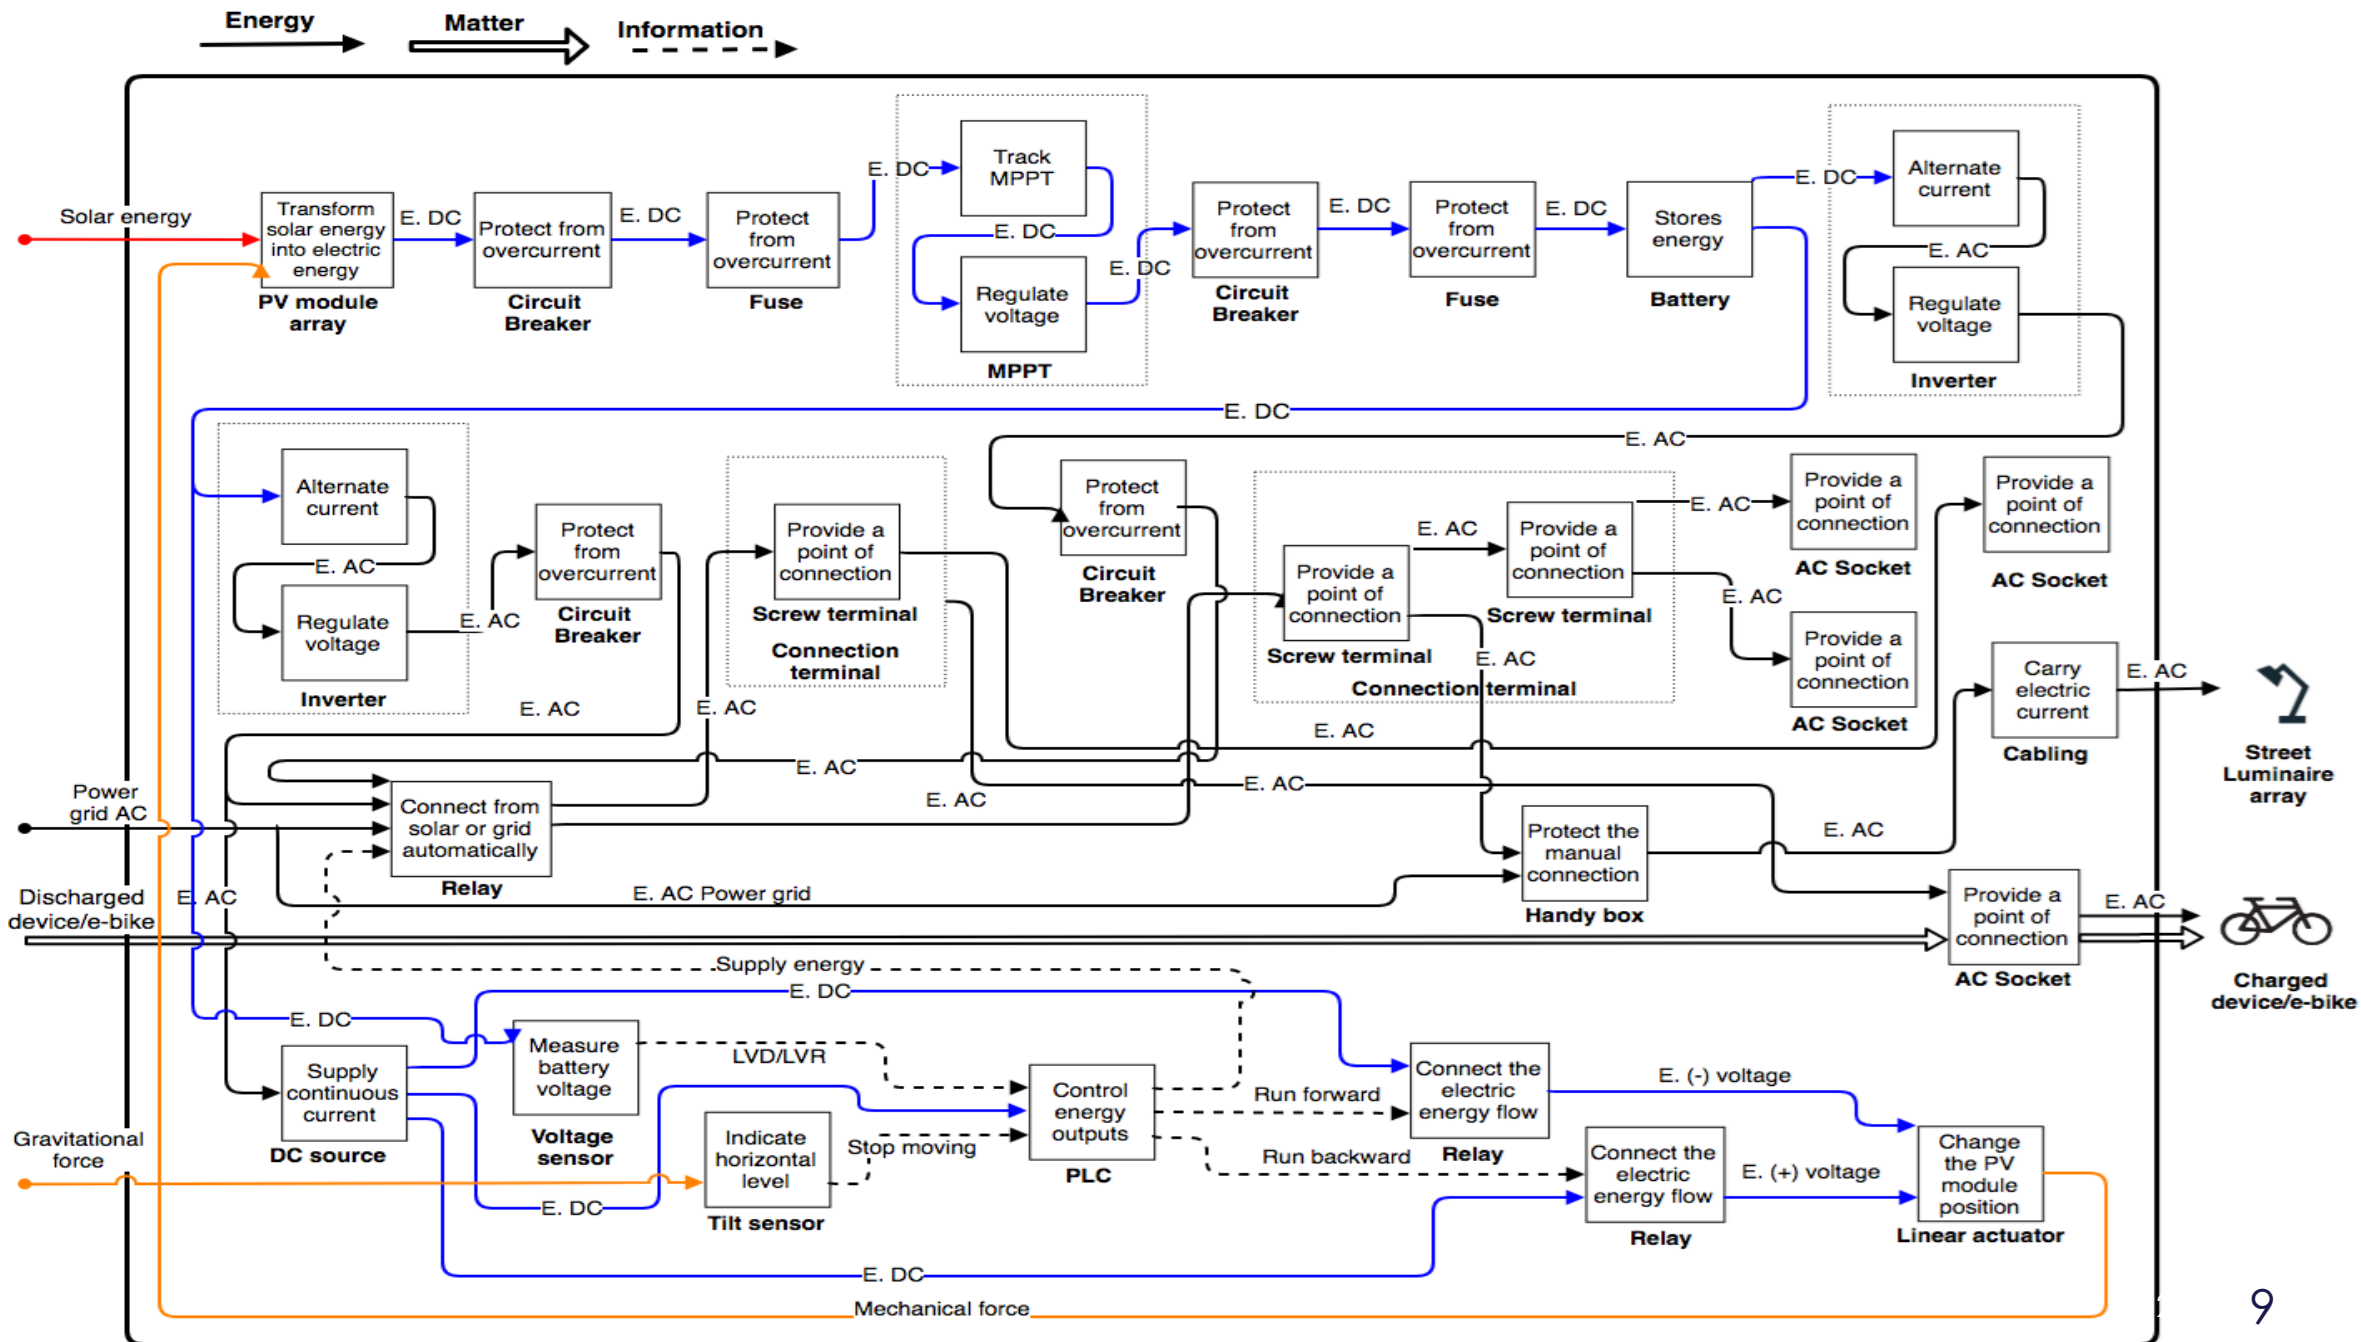 Energy
Matter
Information
Solar energy
Transform
solar energy
into electric
energy
PV module
array
E. DC
Protect from
overcurrent
Circuit
Breaker
E. DC
Protect
from
overcurrent
Fuse
E. DC
Track
MPPT
E. DC
Regulate
voltage
MPPT
E. DC
Protect
from
overcurrent
Circuit
Breaker
E. DC
Protect
from
overcurrent
Fuse
E. DC
Stores
energy
Battery
E. DC
Alternate
current
E. AC
Regulate
voltage
Inverter
E. DC
E. AC
Alternate
current
E. AC
Regulate
voltage
Inverter
E. AC
Protect
from
overcurrent
Circuit
Breaker
E. AC
E. AC
Provide a
point of
connection
Screw terminal
Connection
terminal
Protect
from
overcurrent
Circuit
Breaker
Provide a
point of
connection
Screw terminal
E. AC
Provide a
point of
connection
Screw terminal
E. AC
Connection terminal
E. AC
Provide a
point of
connection
AC Socket
E. AC
Provide a
point of
connection
AC Socket
Provide a
point of
connection
AC Socket
Carry
electric
current
Cabling
E. AC
Street
Luminaire
array
E. AC
E. AC
E. AC
E. AC
Power
grid AC
Connect from
solar or grid
automatically
Relay
E. AC Power grid
Protect the
manual
connection
Handy box
E. AC
Discharged
device/e-bike
E. AC
Provide a
point of
connection
AC Socket
E. AC
Charged
device/e-bike
Supply energy
E. DC
E. DC
Supply
continuous
current
DC source
Measure
battery
voltage
Voltage
sensor
LVD/LVR
Gravitational
force
Indicate
horizontal
level
Tilt sensor
Stop moving
E. DC
Control
energy
outputs
PLC
Run forward
Run backward
Connect the
electric
energy flow
Relay
E. (-) voltage
Connect the
electric
energy flow
Relay
E. (+) voltage
Change
the PV
module
position
Linear actuator
E. DC
Mechanical force
9